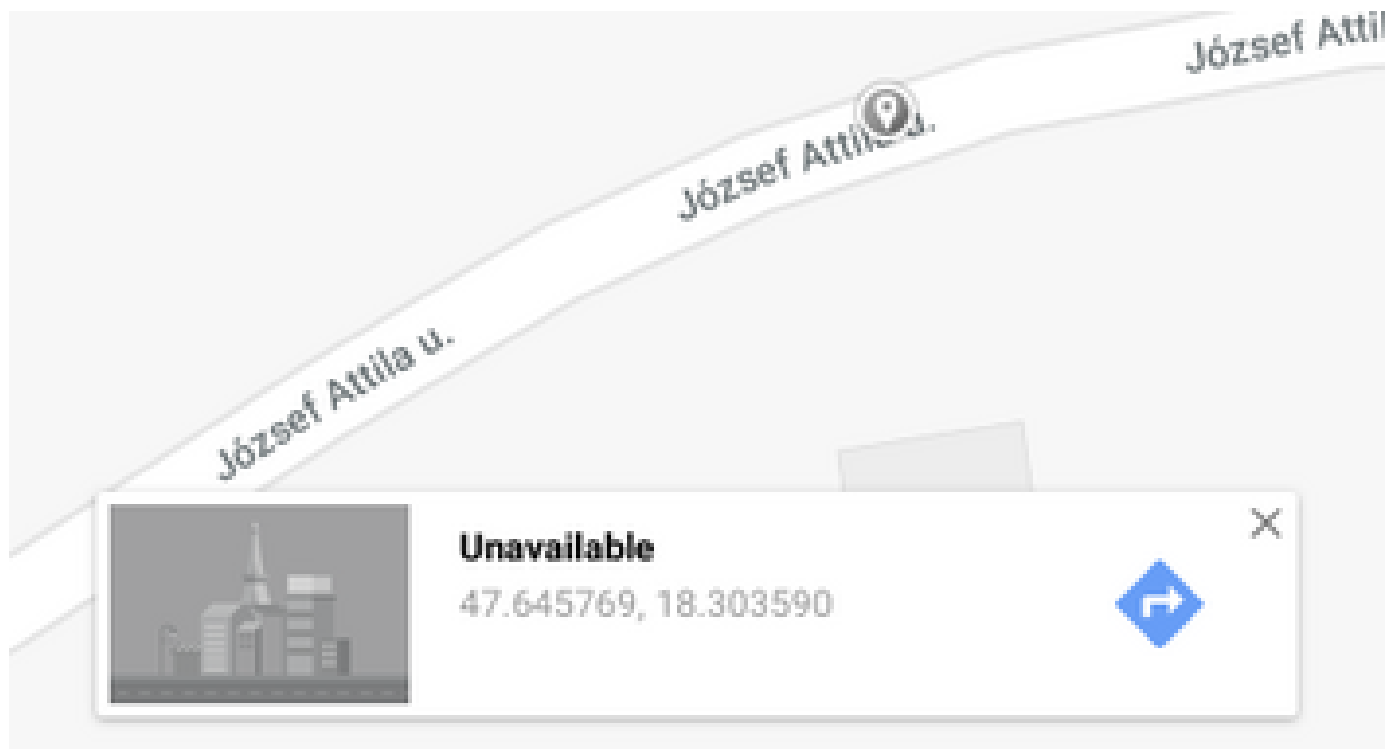 József Atti
József Attila u.
József Attila u.
Unavailable
47.645769, 18.303590